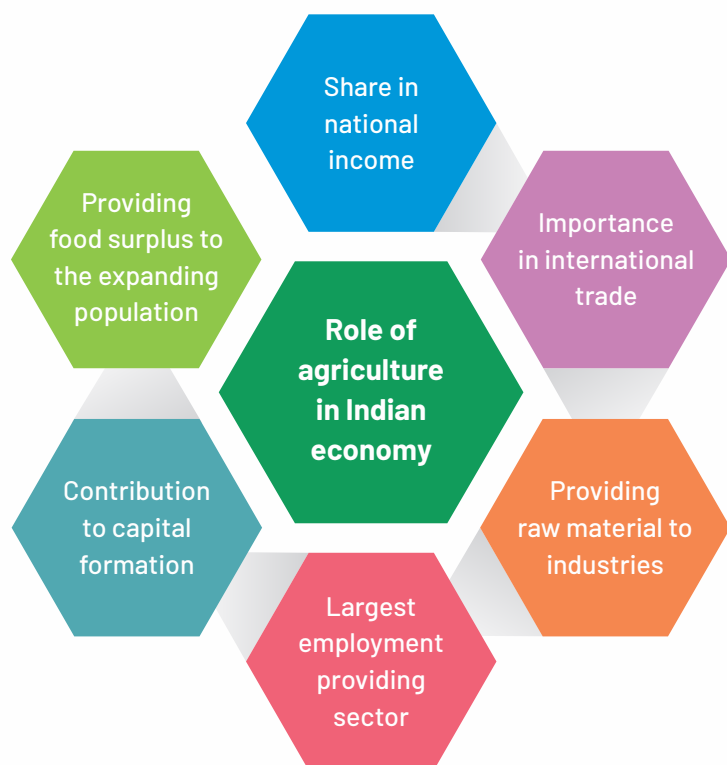 Share in
national
income
Importance
in international
trade
Providing
raw material to
industries
Largest
employment
providing
sector
Contribution
to capital
formation
Providing
food surplus to
the expanding
population
Role of
agriculture
in Indian
economy